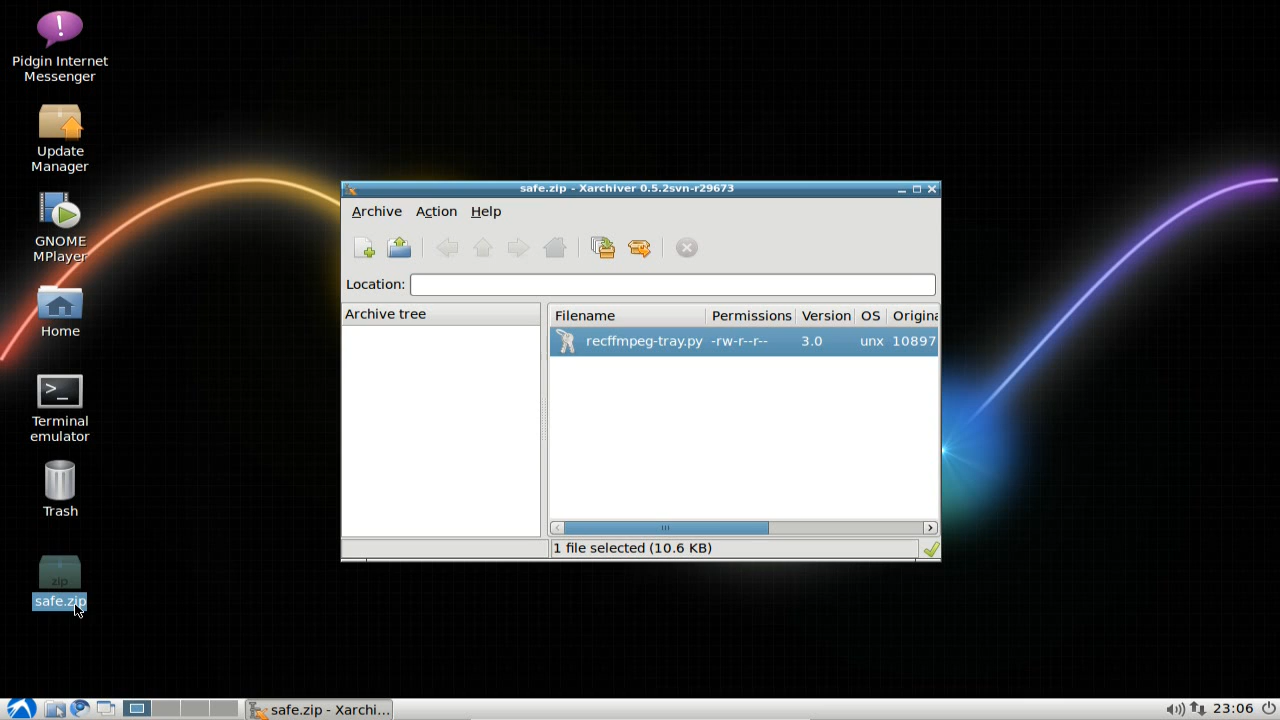 Pidgin Internet
Messenger
Update
Manager
GNOME
MPlayer
Home
>_
Terminal
emulator
Trash
zip
safe.zip
safe.zip - Xarchiver 0.5.2svn-r29673
Archive Action Help
Location:
Archive tree
Filename Permissions Version OS Origina
recffmpeg-tray.py -rw-r--r-- 3.0 unx 10897
1 file selected (10.6 KB)
safe.zip - Xarchi...
23:06